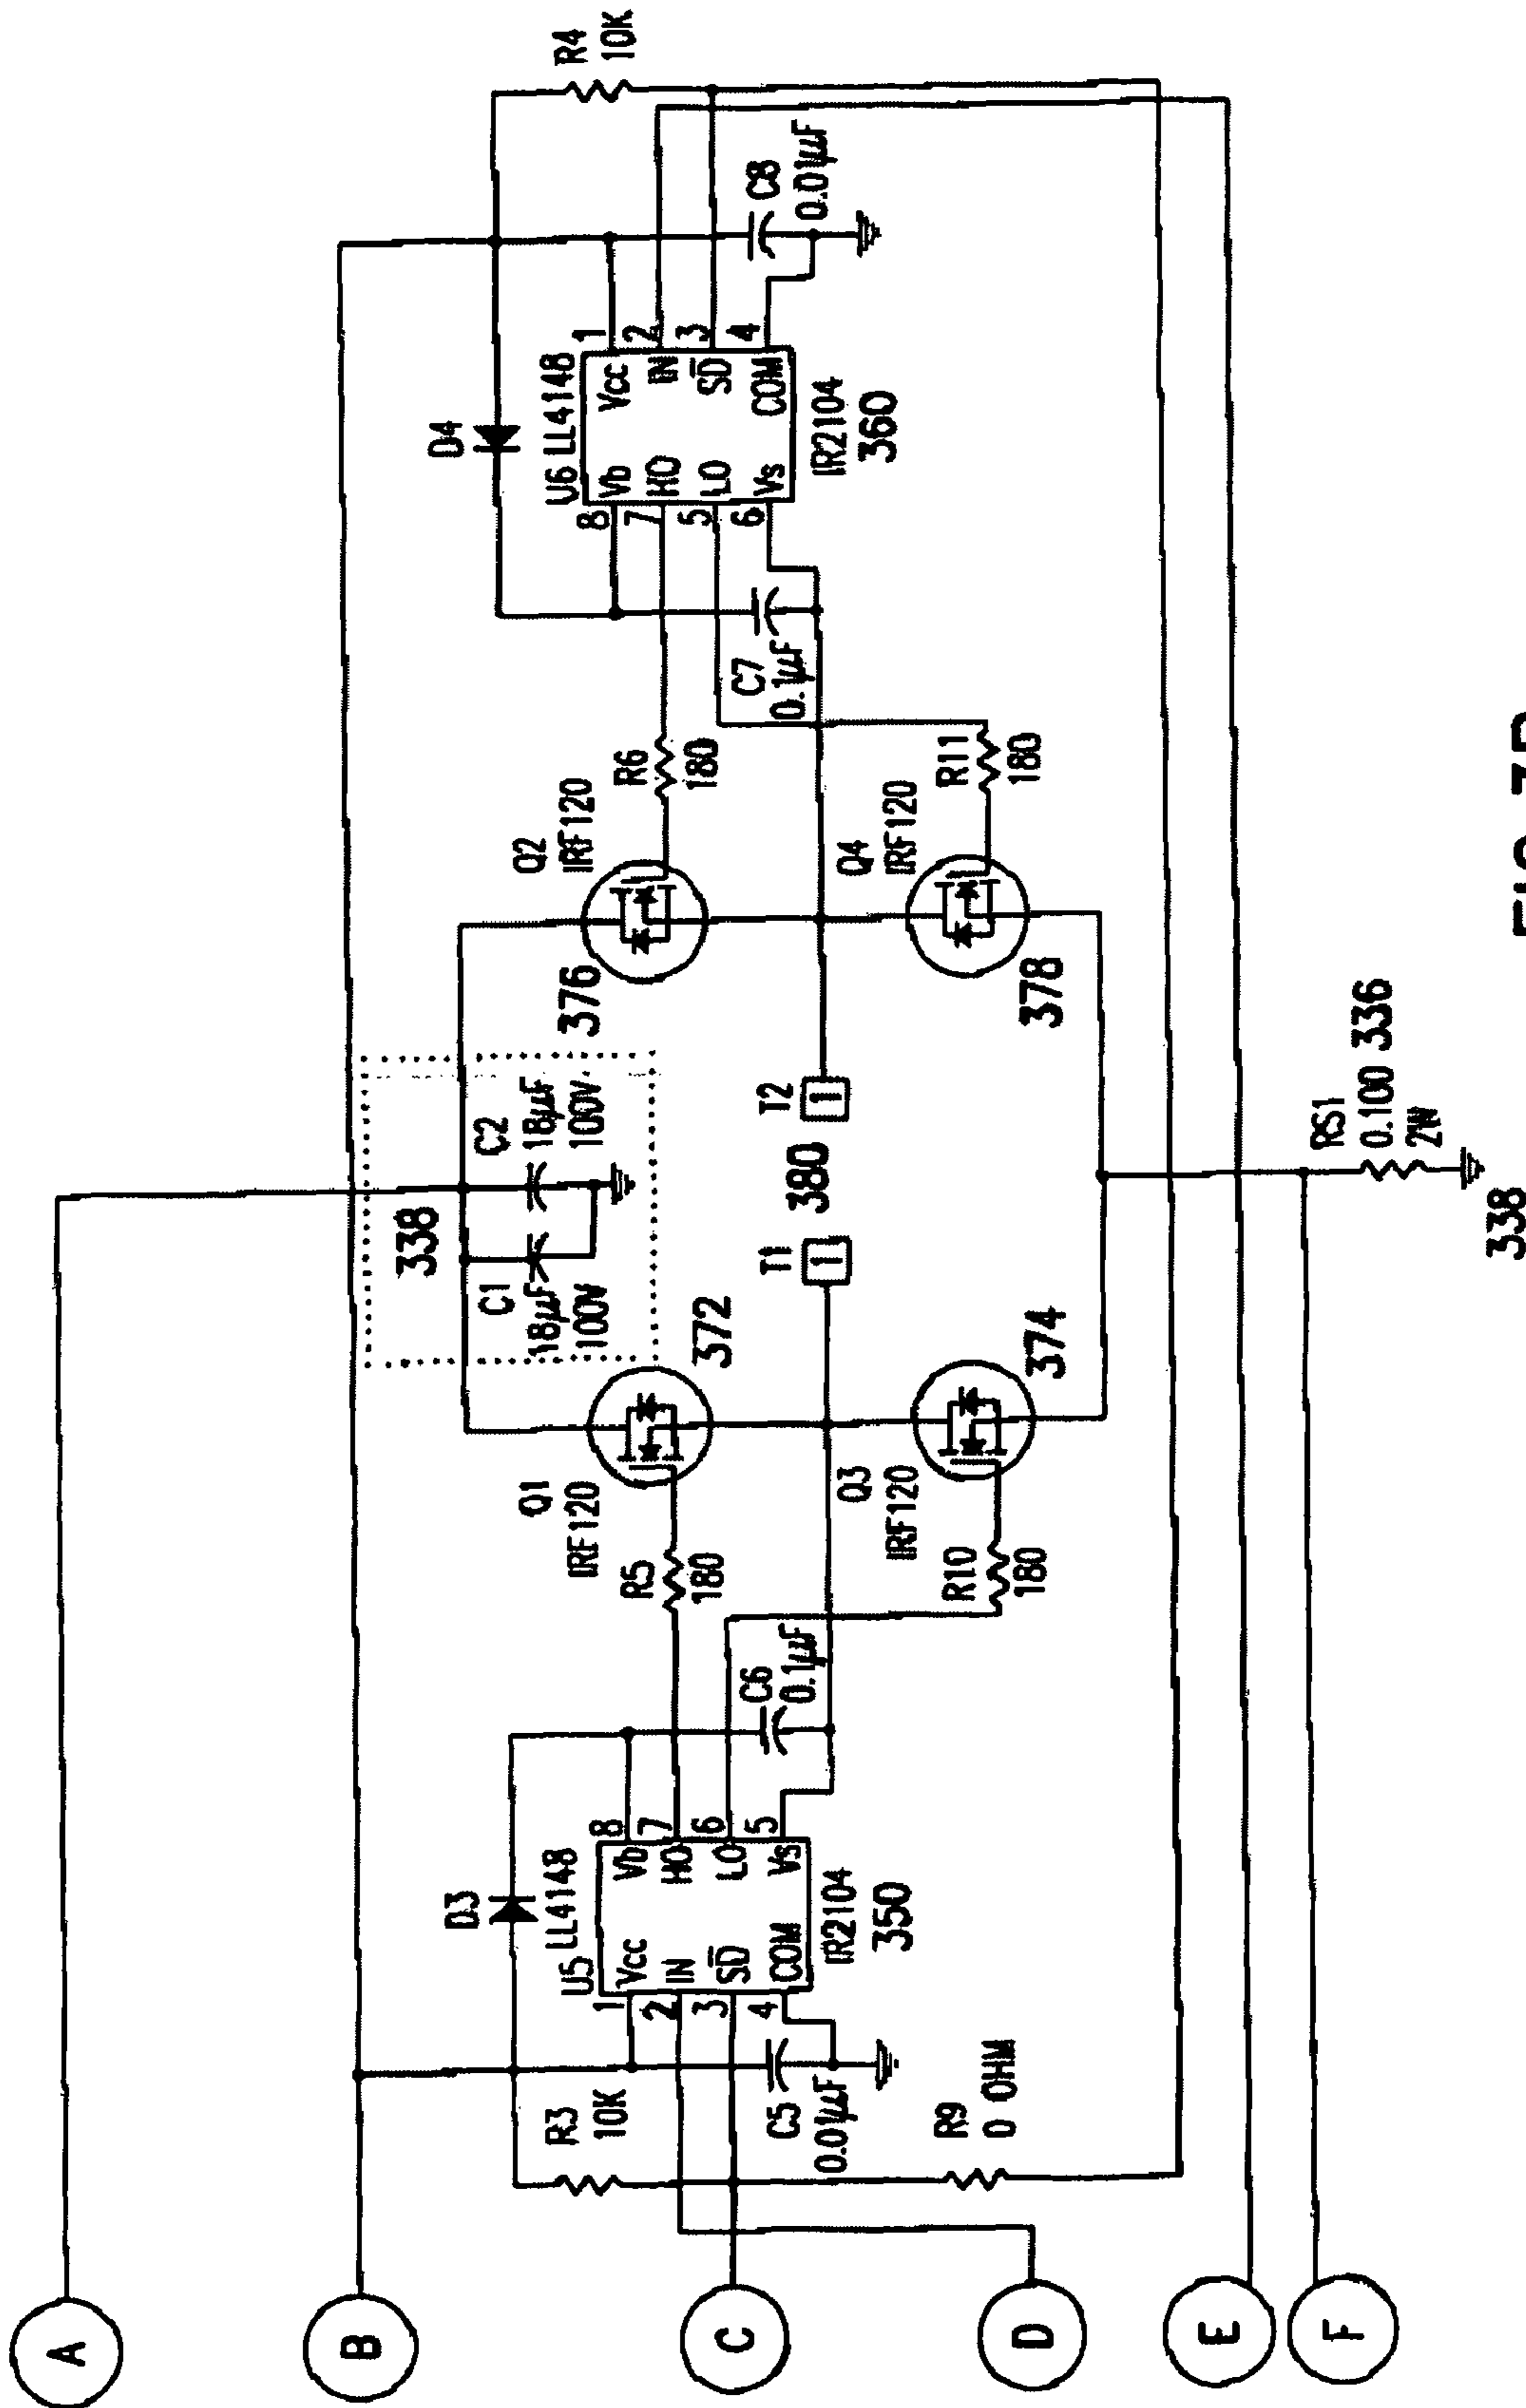 A
B
C
D
E
F
R3
10K
C5
0.01µF
R9
0 OHM
D3
LL4148
U5
1
2
3
4
Vcc
IN
SD
COM
Vb
HO
LO
Vs
8
7
6
5
IR2104
350
C6
0.1µF
R5
180
R10
180
Q1
IRF120
372
Q3
IRF120
374
338
C1
18µF
100V
C2
18µF
100V
T1
1
380
T2
1
376
Q2
IRF120
378
Q4
IRF120
R6
180
R11
180
C7
0.1µF
D4
U6 LL4148
8
7
5
6
Vb
HO
LO
Vs
Vcc
IN
SD
COM
1
2
3
4
IR2104
360
C8
0.01µF
R4
10K
RS1
0.100 336
2W
338